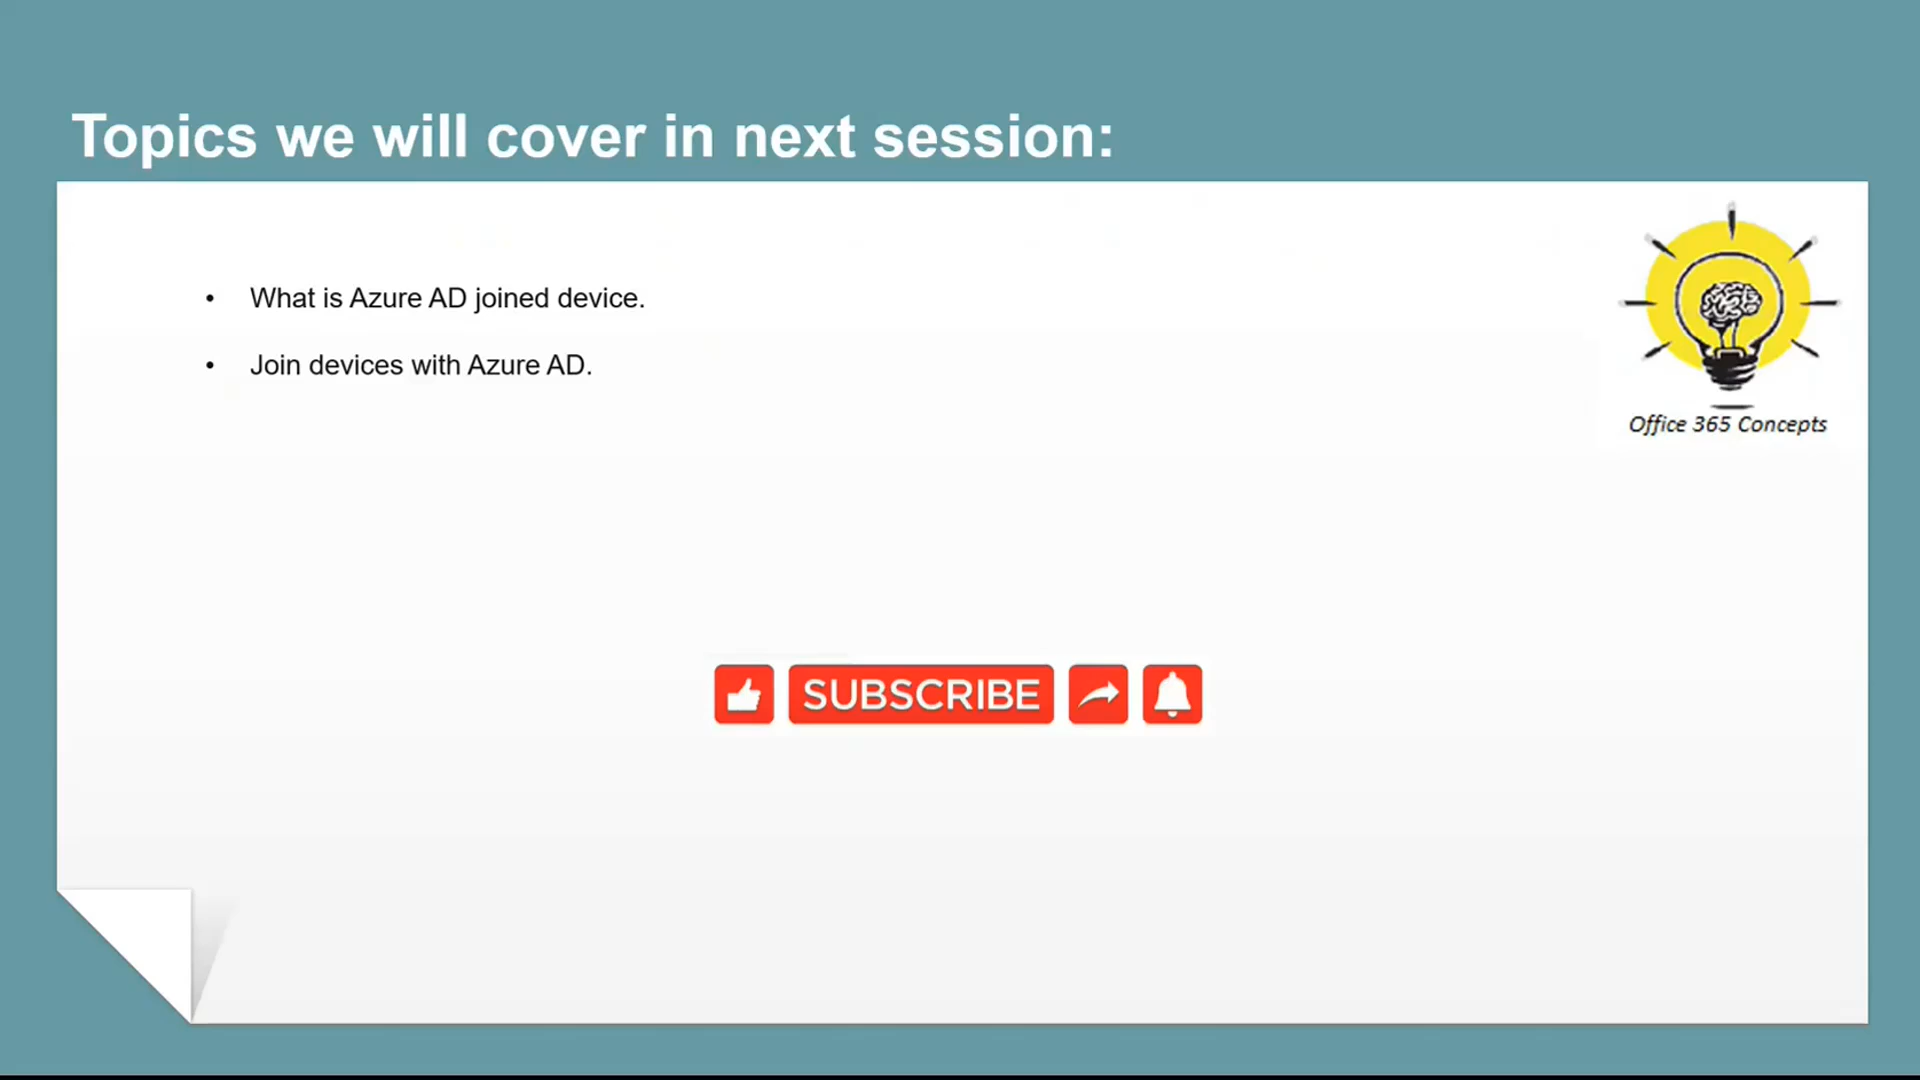 Topics we will cover in next session:
• What is Azure AD joined device.
• Join devices with Azure AD.
Office 365 Concepts
SUBSCRIBE